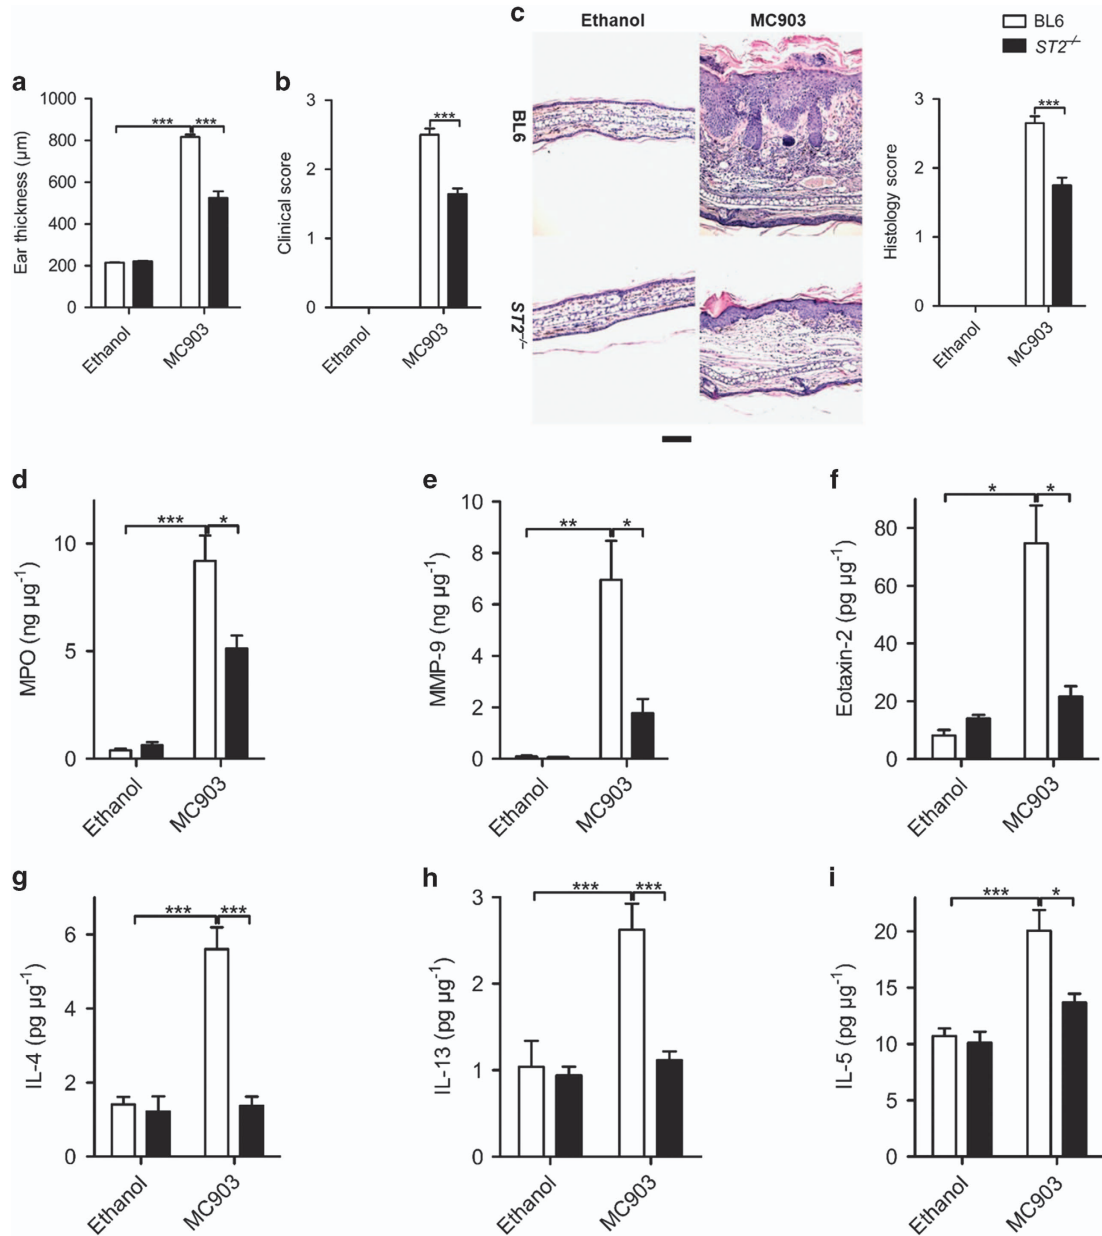 c
Ethanol
MC903
BL6
ST2-/-
BL6
ST2-/-
a
1000
800
600
400
200
0
Ear thickness (µm)
***
***
Ethanol
MC903
b
3
2
1
0
Clinical score
***
Ethanol
MC903
3
2
1
0
Histology score
***
Ethanol
MC903
d
10
5
0
MPO (ng µg-1)
***
*
Ethanol
MC903
e
10
8
6
4
2
0
MMP-9 (ng µg-1)
**
*
Ethanol
MC903
f
80
60
40
20
0
Eotaxin-2 (pg µg-1)
*
*
Ethanol
MC903
g
6
4
2
0
IL-4 (pg µg-1)
***
***
Ethanol
MC903
h
3
2
1
0
IL-13 (pg µg-1)
***
***
Ethanol
MC903
i
20
15
10
5
0
IL-5 (pg µg-1)
***
*
Ethanol
MC903